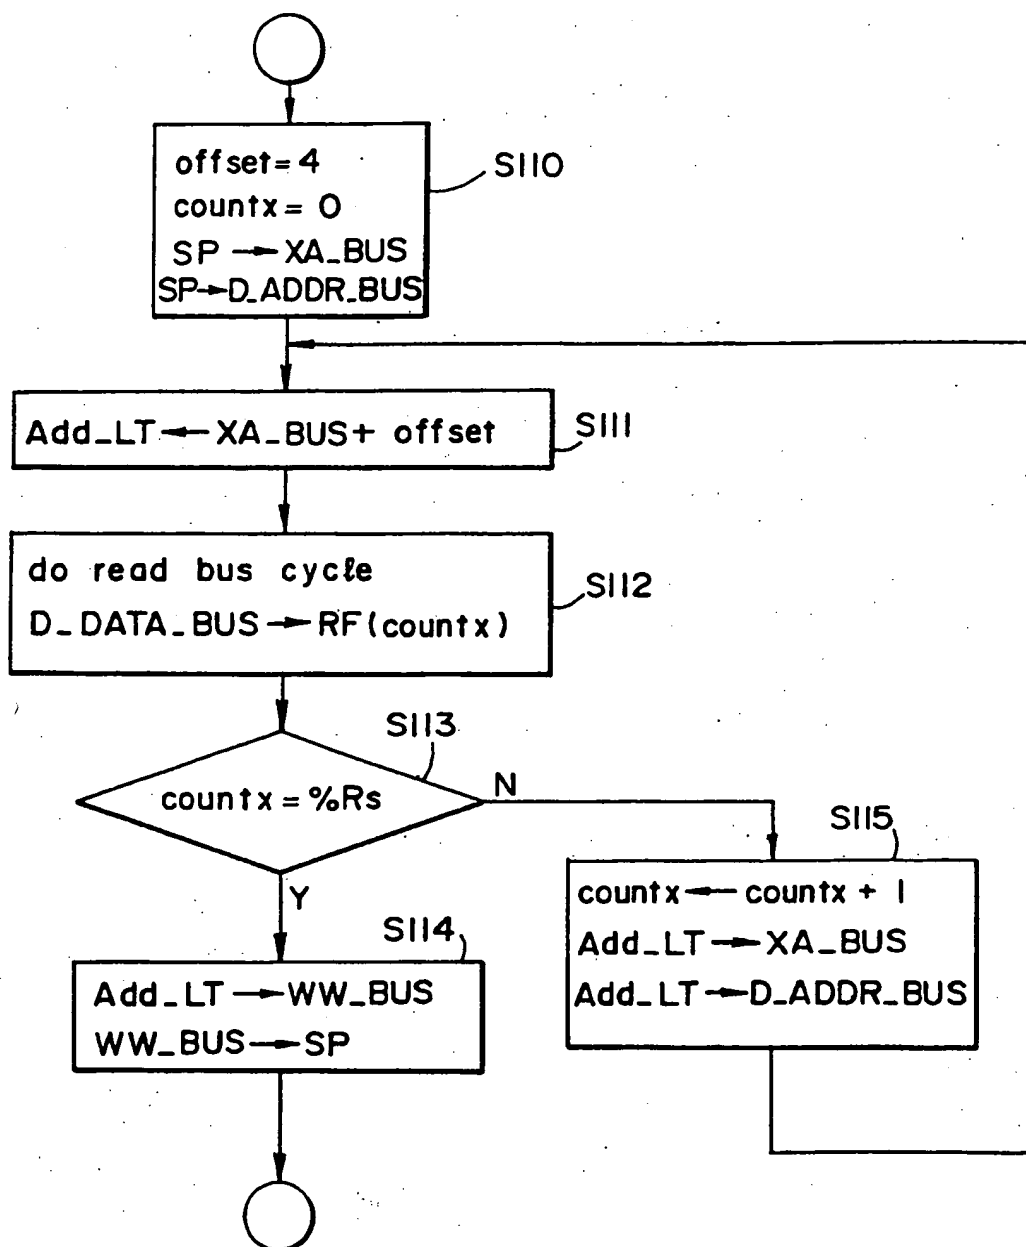 offset=4
countx= 0
SP → XA_BUS
SP→D_ADDR_BUS
S110
Add_LT ← XA_BUS+ offset
S111
do read bus cycle
D_DATA_BUS → RF(countx)
S112
S113
countx = %Rs
N
Y
S115
countx ← countx + 1
Add_LT → XA_BUS
Add_LT → D_ADDR_BUS
S114
Add_LT → WW_BUS
WW_BUS → SP